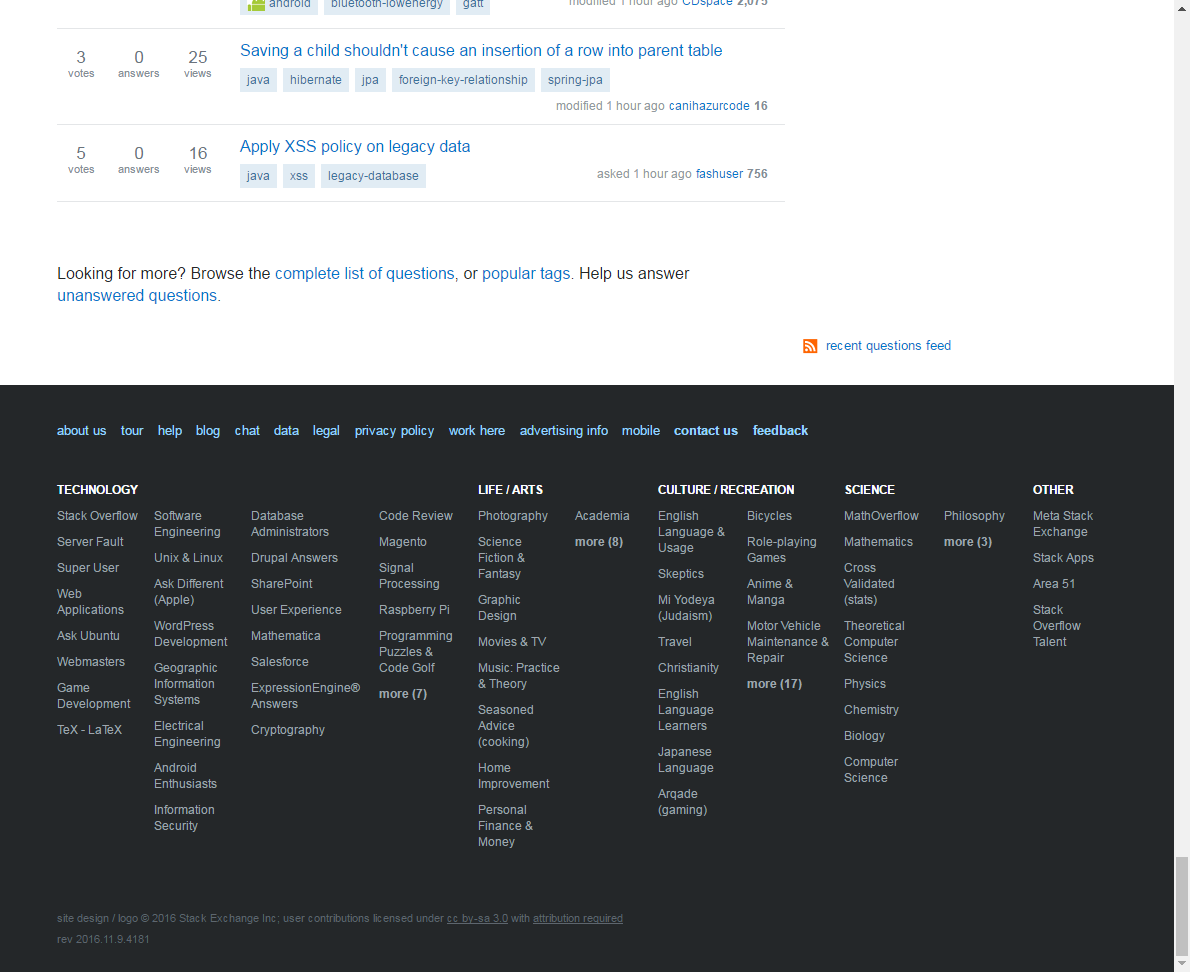 android bluetooth-lowenergy gatt modified 1 hour ago CDspace 2,075
3 votes 0 answers 25 views
Saving a child shouldn't cause an insertion of a row into parent table
java hibernate jpa foreign-key-relationship spring-jpa
modified 1 hour ago canihazurcode 16
5 votes 0 answers 16 views
Apply XSS policy on legacy data
java xss legacy-database
asked 1 hour ago fashuser 756
Looking for more? Browse the complete list of questions, or popular tags. Help us answer
unanswered questions.
recent questions feed
about us tour help blog chat data legal privacy policy work here advertising info mobile contact us feedback
TECHNOLOGY
Stack Overflow
Server Fault
Super User
Web
Applications
Ask Ubuntu
Webmasters
Game
Development
TeX - LaTeX
Software
Engineering
Unix & Linux
Ask Different
(Apple)
WordPress
Development
Geographic
Information
Systems
Electrical
Engineering
Android
Enthusiasts
Information
Security
Database
Administrators
Drupal Answers
SharePoint
User Experience
Mathematica
Salesforce
ExpressionEngine®
Answers
Cryptography
Code Review
Magento
Signal
Processing
Raspberry Pi
Programming
Puzzles &
Code Golf
more (7)
LIFE / ARTS
Photography
Science
Fiction &
Fantasy
Graphic
Design
Movies & TV
Music: Practice
& Theory
Seasoned
Advice
(cooking)
Home
Improvement
Personal
Finance &
Money
Academia
more (8)
CULTURE / RECREATION
English
Language &
Usage
Skeptics
Mi Yodeya
(Judaism)
Travel
Christianity
English
Language
Learners
Japanese
Language
Arqade
(gaming)
Bicycles
Role-playing
Games
Anime &
Manga
Motor Vehicle
Maintenance &
Repair
more (17)
SCIENCE
MathOverflow
Mathematics
Cross
Validated
(stats)
Theoretical
Computer
Science
Physics
Chemistry
Biology
Computer
Science
Philosophy
more (3)
OTHER
Meta Stack
Exchange
Stack Apps
Area 51
Stack
Overflow
Talent
site design / logo © 2016 Stack Exchange Inc; user contributions licensed under cc by-sa 3.0 with attribution required
rev 2016.11.9.4181